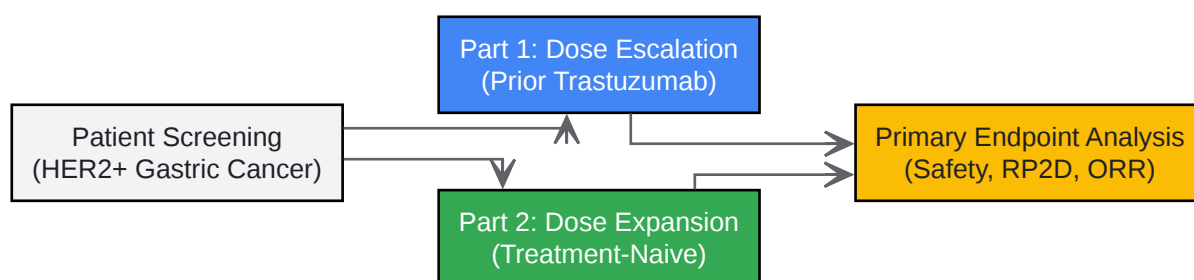 Part 1: Dose Escalation
(Prior Trastuzumab)
Patient Screening
(HER2+ Gastric Cancer)
Primary Endpoint Analysis
(Safety, RP2D, ORR)
Part 2: Dose Expansion
(Treatment-Naive)